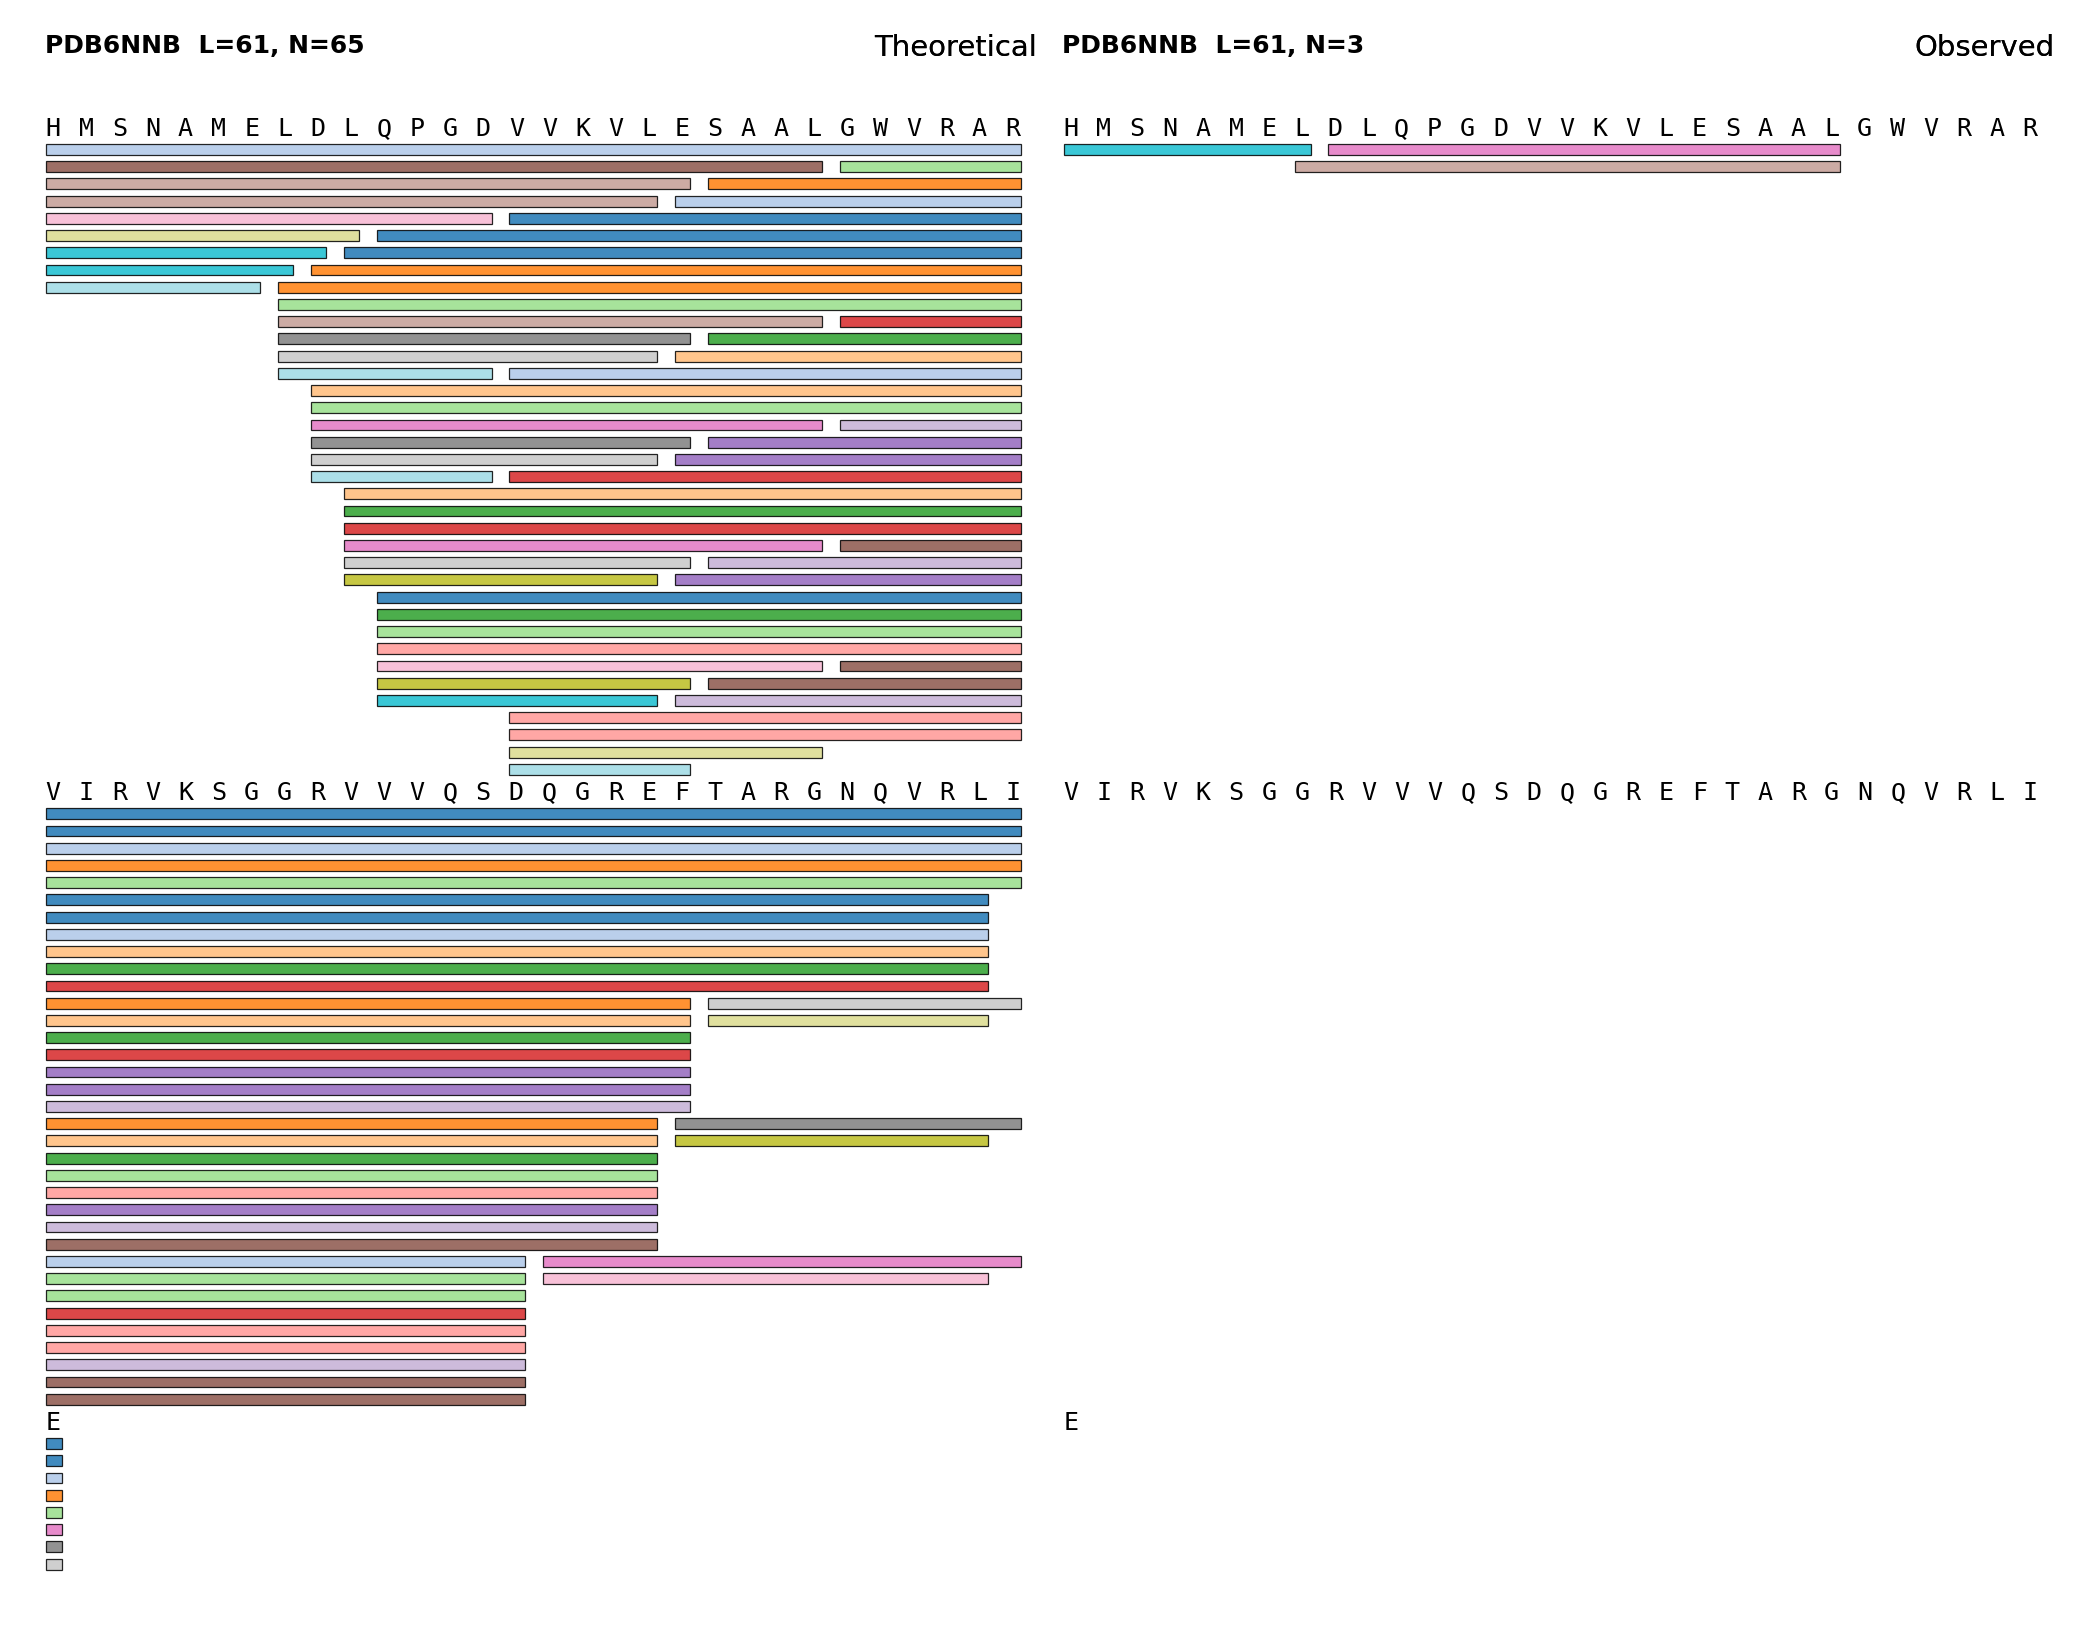 PDB6NNB L=61, N=65 Theoretical PDB6NNB L=61, N=3 Observed
H M S N A M E L D L Q P G D V V K V L E S A A L G W V R A R H M S N A M E L D L Q P G D V V K V L E S A A L G W V R A R
V I R V K S G G R V V V Q S D Q G R E F T A R G N Q V R L I V I R V K S G G R V V V Q S D Q G R E F T A R G N Q V R L I
E E